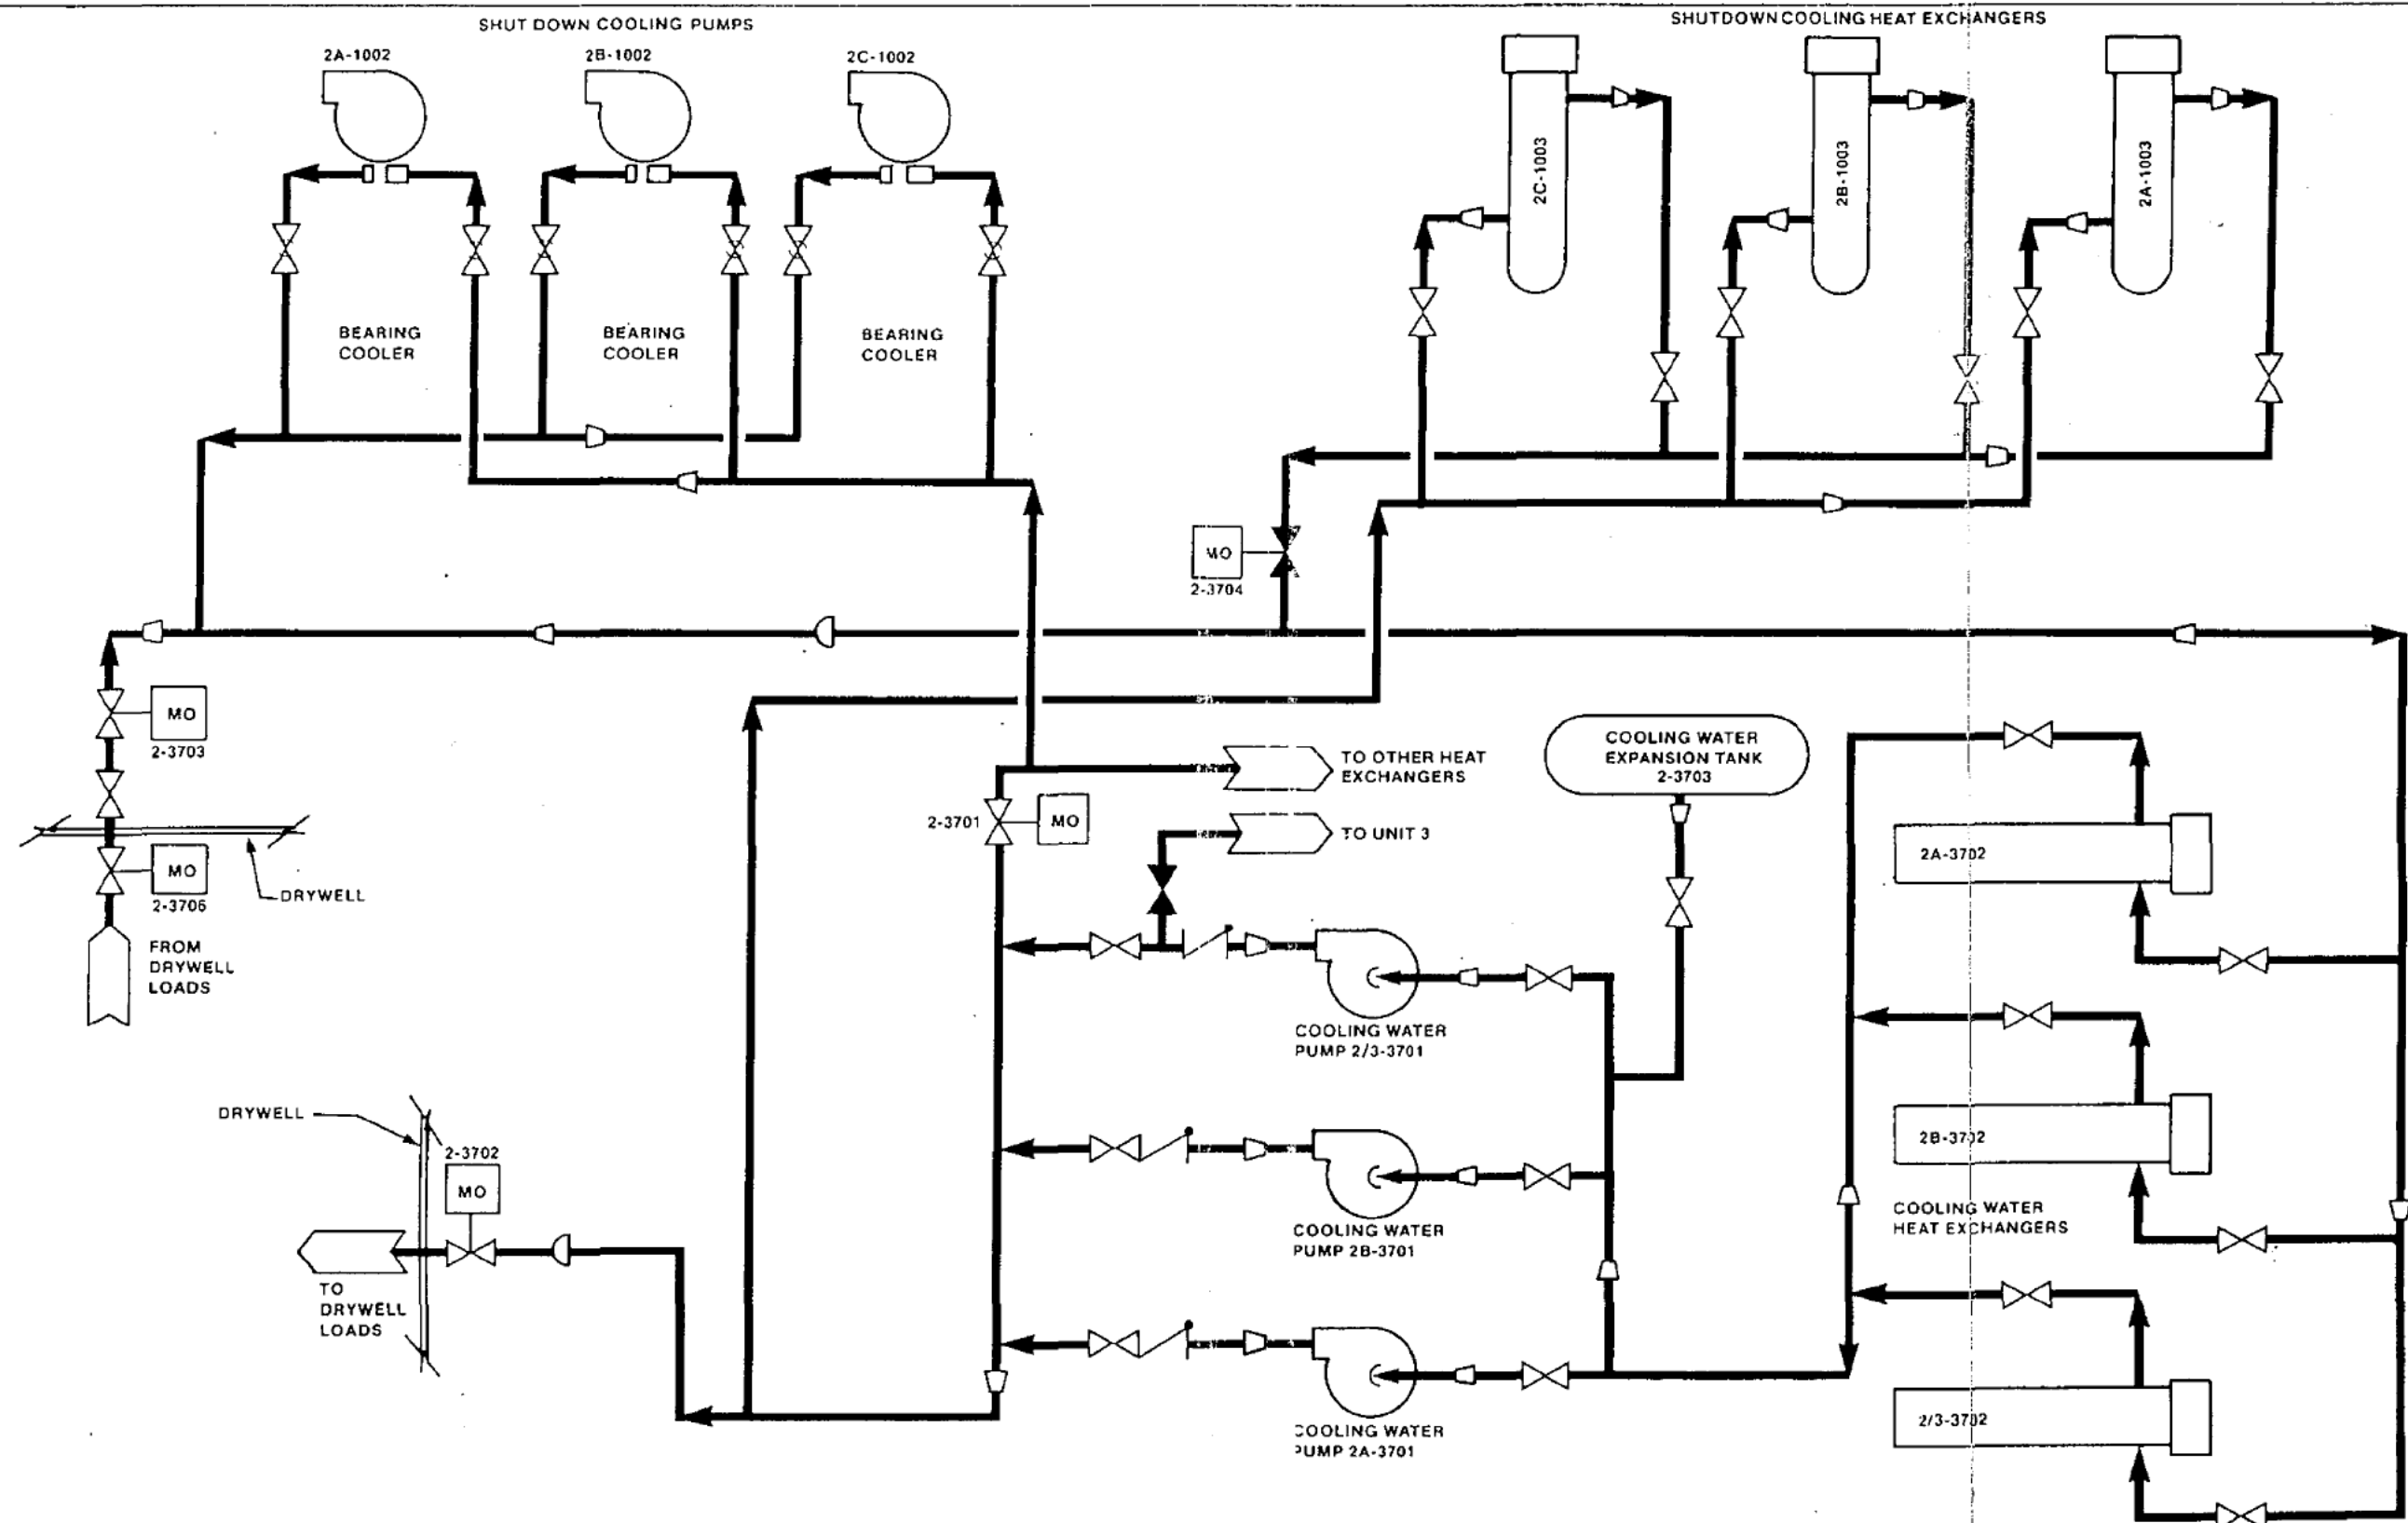 SHUT DOWN COOLING PUMPS
SHUTDOWN COOLING HEAT EXCHANGERS
2A-1002
2B-1002
2C-1002
2C-1003
2B-1003
2A-1003
BEARING
COOLER
BEARING
COOLER
BEARING
COOLER
MO
2-3704
MO
2-3703
TO OTHER HEAT
EXCHANGERS
COOLING WATER
EXPANSION TANK
2-3703
2-3701
MO
TO UNIT 3
MO
2-3706
DRYWELL
2A-3702
FROM
DRYWELL
LOADS
COOLING WATER
PUMP 2/3-3701
DRYWELL
2-3702
MO
2B-3702
COOLING WATER
HEAT EXCHANGERS
COOLING WATER
PUMP 2B-3701
TO
DRYWELL
LOADS
2/3-3702
COOLING WATER
PUMP 2A-3701